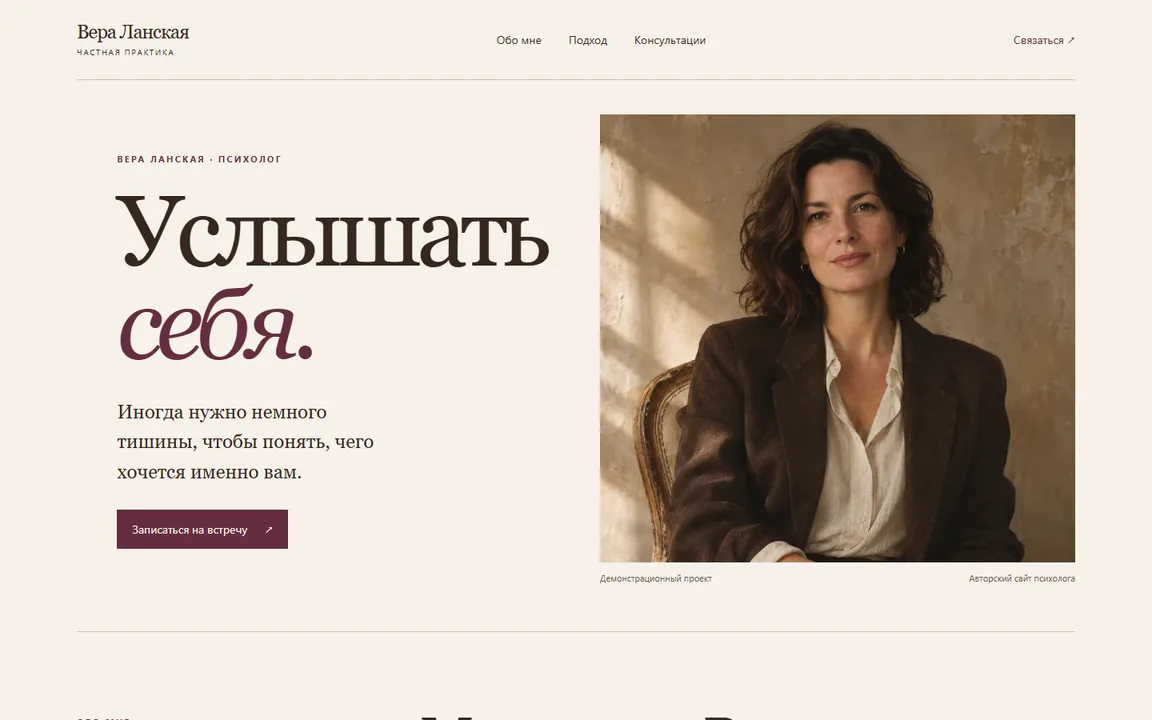 Вера Ланская
ЧАСТНАЯ ПРАКТИКА
Обо мне
Подход
Консультации
Связаться ↗
ВЕРА ЛАНСКАЯ · ПСИХОЛОГ
Услышать
себя.
Иногда нужно немного
тишины, чтобы понять, чего
хочется именно вам.
Записаться на встречу ↗
Демонстрационный проект
Авторский сайт психолога